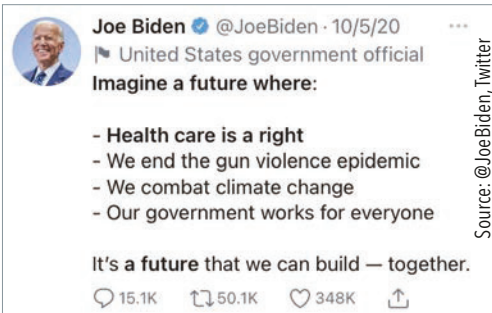 Joe Biden @JoeBiden · 10/5/20 ...
United States government official
Imagine a future where:
- Health care is a right
- We end the gun violence epidemic
- We combat climate change
- Our government works for everyone
It's a future that we can build — together.
15.1K 50.1K 348K
Source: @JoeBiden, Twitter